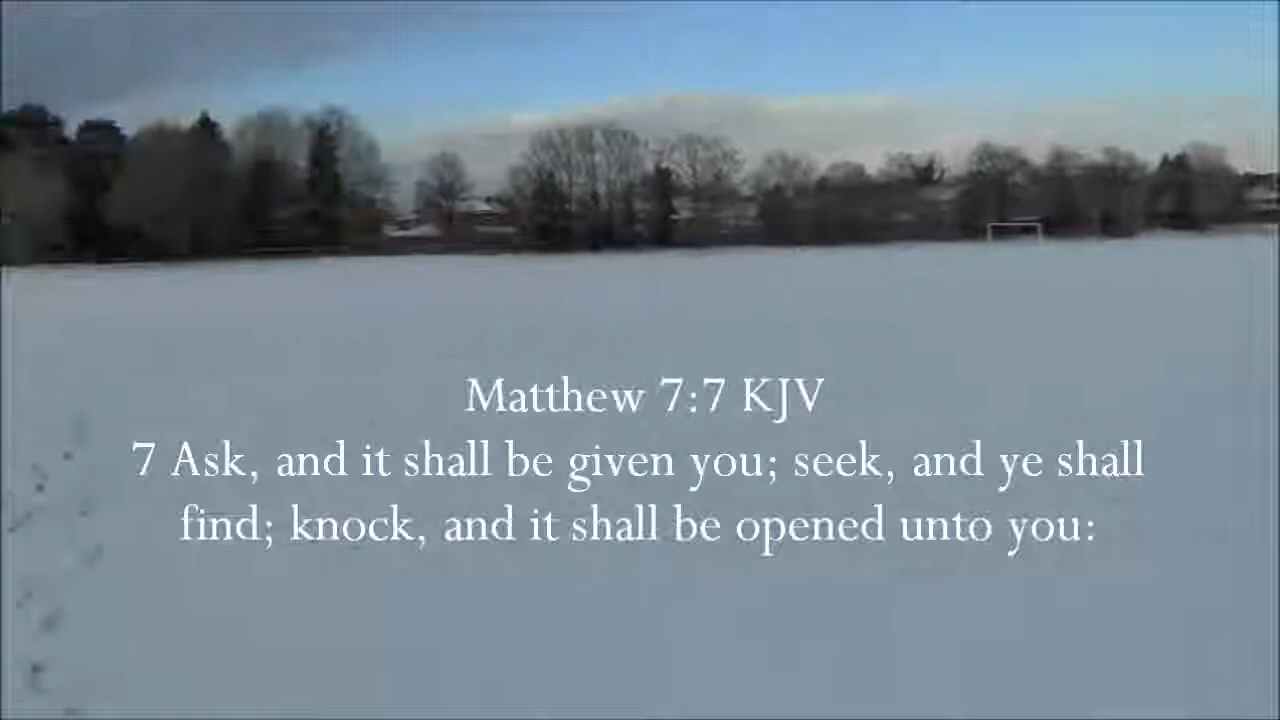 Matthew 7:7 KJV
7 Ask, and it shall be given you; seek, and ye shall
find; knock, and it shall be opened unto you: